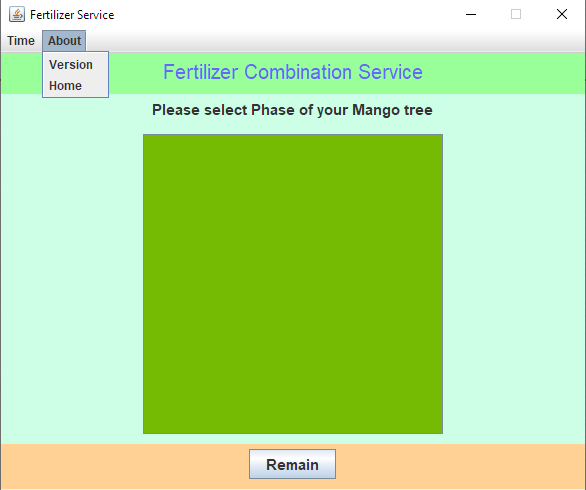 Fertilizer Service
Time About
Version
Home
Fertilizer Combination Service
Please select Phase of your Mango tree
Remain